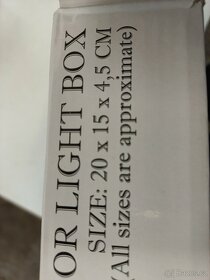 OR LIGHT BOX
SIZE: 20 x 15 x 4,5 CM
(All sizes are approximate)